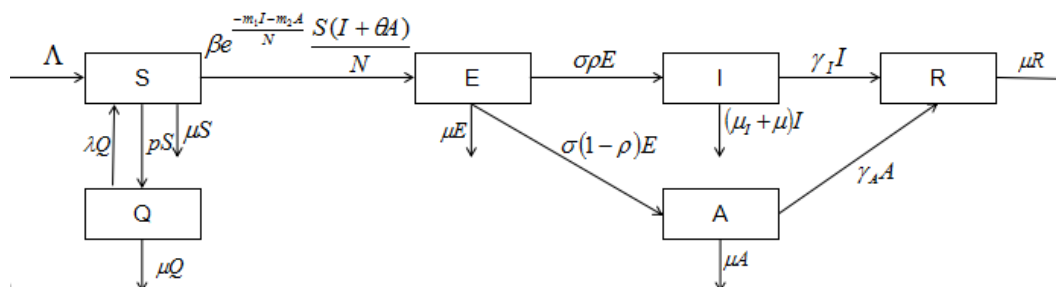 Λ
S
βe^{(-m₁I-m₂A)/N} S(I + θA)/N
E
σρE
I
γ_I I
R
μR
λQ
pS
μS
μE
σ(1-ρ)E
(μ_I + μ)I
γ_A A
Q
A
μQ
μA